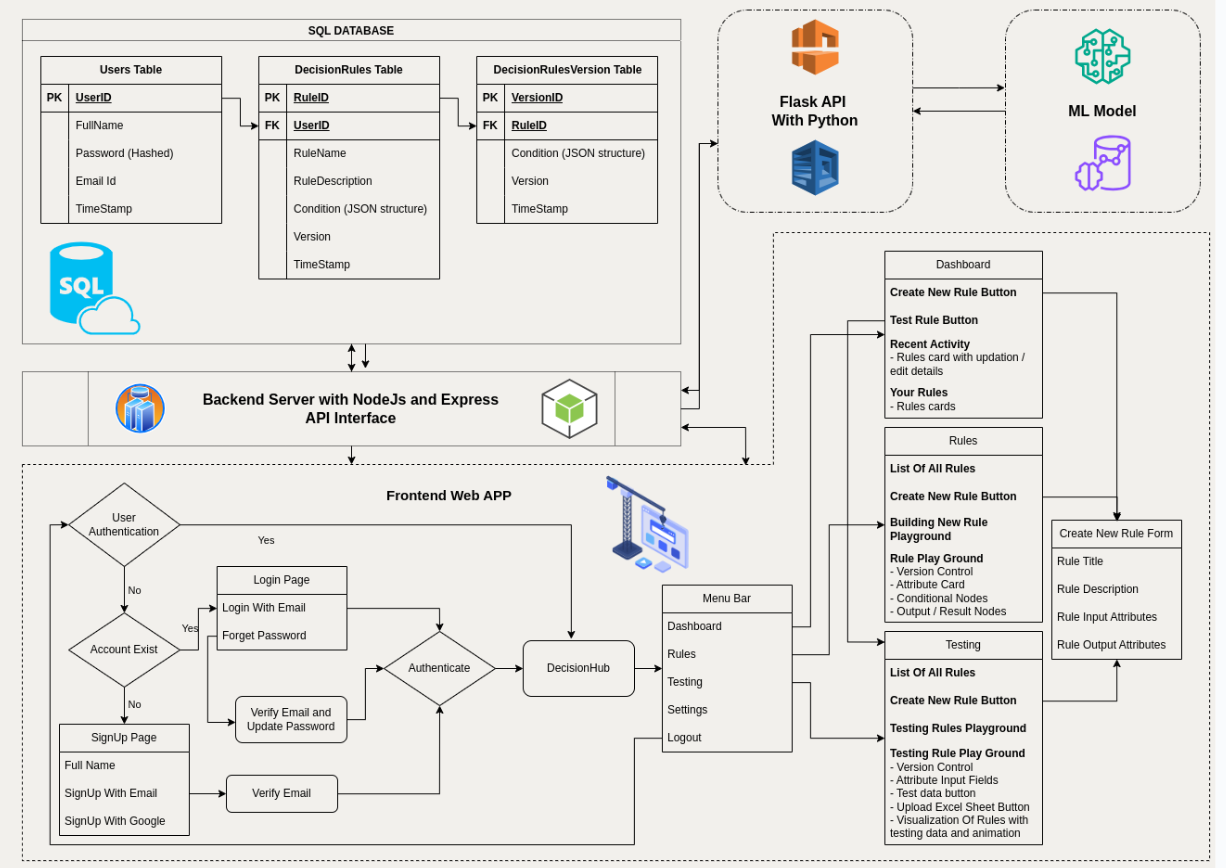 SQL DATABASE
Users Table
PK UserID
FullName
Password (Hashed)
Email Id
TimeStamp
DecisionRules Table
PK RuleID
FK UserID
RuleName
RuleDescription
Condition (JSON structure)
Version
TimeStamp
DecisionRulesVersion Table
PK VersionID
FK RuleID
Condition (JSON structure)
Version
TimeStamp
SQL
Flask API
With Python
ML Model
Backend Server with NodeJs and Express
API Interface
Frontend Web APP
User
Authentication
Yes
No
Account Exist
Yes
No
Login Page
Login With Email
Forget Password
Verify Email and
Update Password
SignUp Page
Full Name
SignUp With Email
SignUp With Google
Verify Email
Authenticate
DecisionHub
Menu Bar
Dashboard
Rules
Testing
Settings
Logout
Dashboard
Create New Rule Button
Test Rule Button
Recent Activity
- Rules card with updation /
edit details
Your Rules
- Rules cards
Rules
List Of All Rules
Create New Rule Button
Building New Rule
Playground
Rule Play Ground
- Version Control
- Attribute Card
- Conditional Nodes
- Output / Result Nodes
Testing
List Of All Rules
Create New Rule Button
Testing Rules Playground
Testing Rule Play Ground
- Version Control
- Attribute Input Fields
- Test data button
- Upload Excel Sheet Button
- Visualization Of Rules with
testing data and animation
Create New Rule Form
Rule Title
Rule Description
Rule Input Attributes
Rule Output Attributes